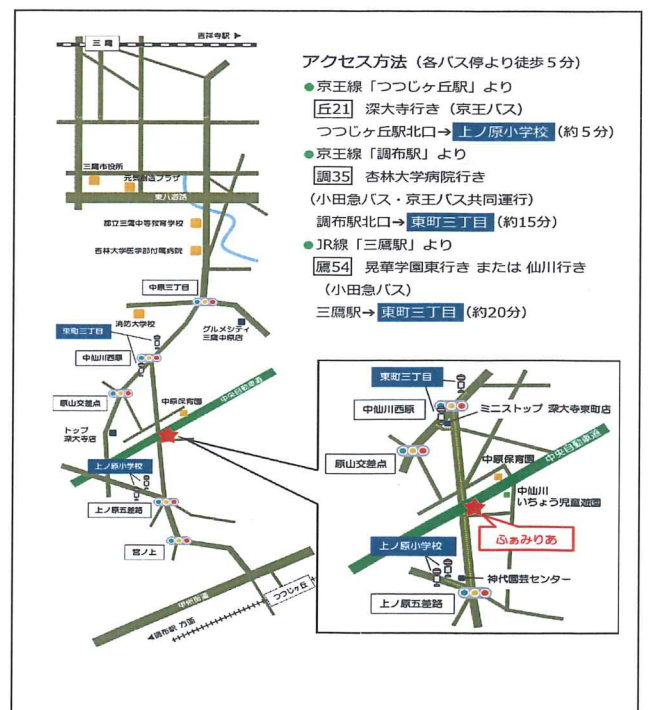 吉祥寺駅 ▶
三 鷹
アクセス方法 (各バス停より徒歩5分)
●京王線「つつじヶ丘駅」より
丘21 深大寺行き (京王バス)
つつじヶ丘駅北口→ 上ノ原小学校 (約5分)
●京王線「調布駅」より
調35 杏林大学病院行き
(小田急バス・京王バス共同運行)
調布駅北口→ 東町三丁目 (約15分)
●JR線「三鷹駅」より
鷹54 晃華学園東行き または 仙川行き
(小田急バス)
三鷹駅→ 東町三丁目 (約20分)
三鷹市役所
元気創造プラザ
東八道路
都立三鷹中等教育学校
杏林大学医学部付属病院
中原三丁目
消防大学校
グルメシティ
三鷹中原店
東町三丁目
中仙川西原
原山交差点
中原保育園
中央自動車道
トップ
深大寺店
上ノ原小学校
上ノ原五差路
宮ノ上
甲州街道
つつじヶ丘
◀調布駅 方面
東町三丁目
中仙川西原
ミニストップ 深大寺東町店
原山交差点
中原保育園
中央自動車道
中仙川
いちょう児童遊園
ふぁみりあ
上ノ原小学校
神代園芸センター
上ノ原五差路